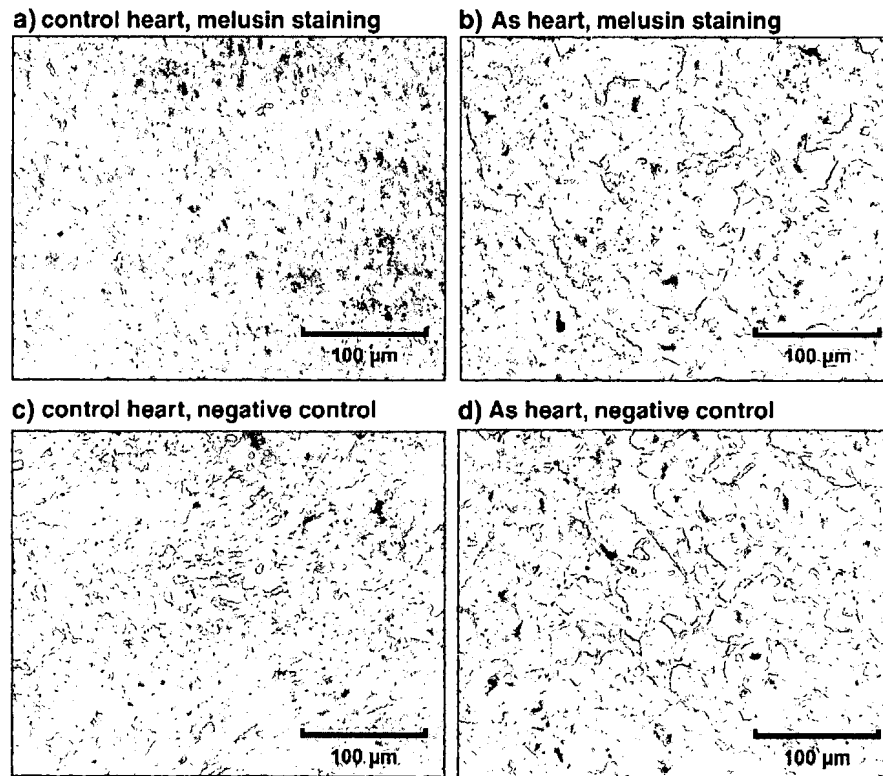 a) control heart, melusin staining
b) As heart, melusin staining
100 µm
100 µm
c) control heart, negative control
d) As heart, negative control
100 µm
100 µm